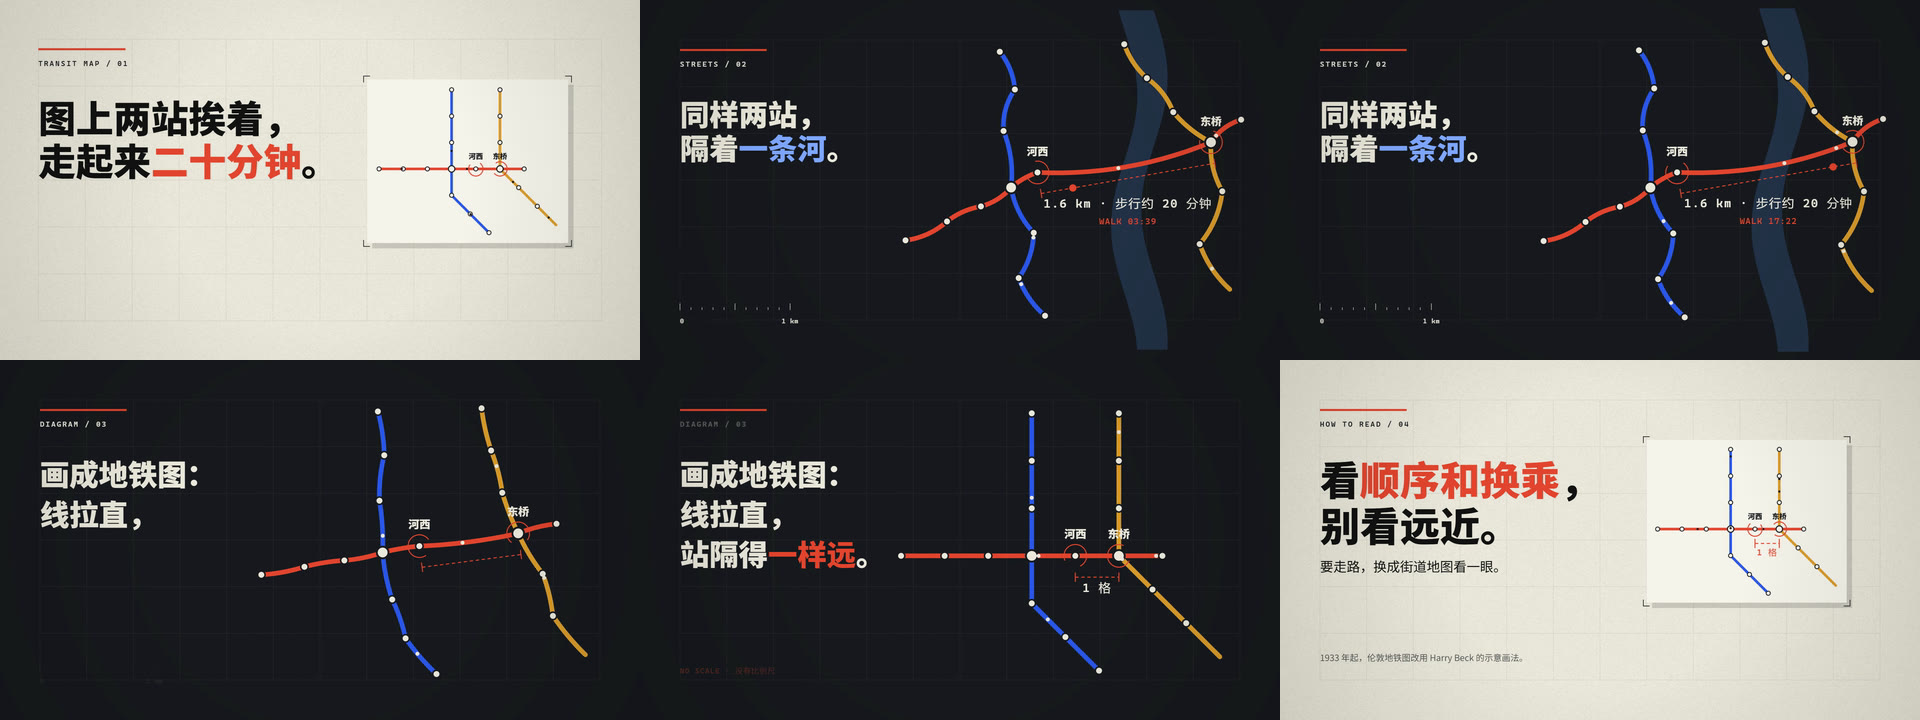 TRANSIT MAP / 01
图上两站挨着，
走起来二十分钟。
河西
东桥
STREETS / 02
同样两站，
隔着一条河。
东桥
河西
1.6 km · 步行约 20 分钟
WALK 03:39
0
1 km
STREETS / 02
同样两站，
隔着一条河。
东桥
河西
1.6 km · 步行约 20 分钟
WALK 17:22
0
1 km
DIAGRAM / 03
画成地铁图：
线拉直，
东桥
河西
DIAGRAM / 03
画成地铁图：
线拉直，
站隔得一样远。
河西
东桥
1 格
NO SCALE · 没有比例尺
HOW TO READ / 04
看顺序和换乘，
别看远近。
要走路，换成街道地图看一眼。
河西
东桥
1 格
1933 年起，伦敦地铁图改用 Harry Beck 的示意画法。